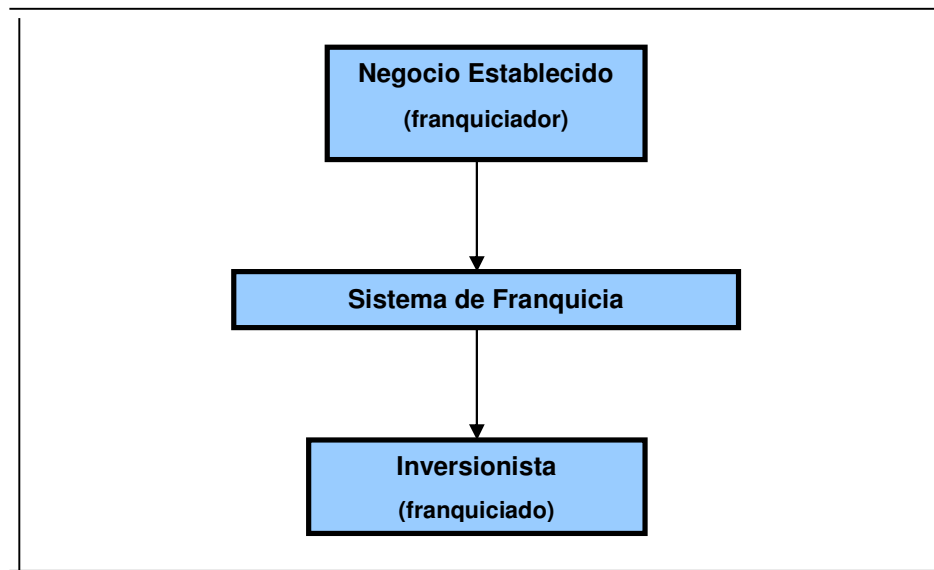 Negocio Establecido
(franquiciador)
Sistema de Franquicia
Inversionista
(franquiciado)